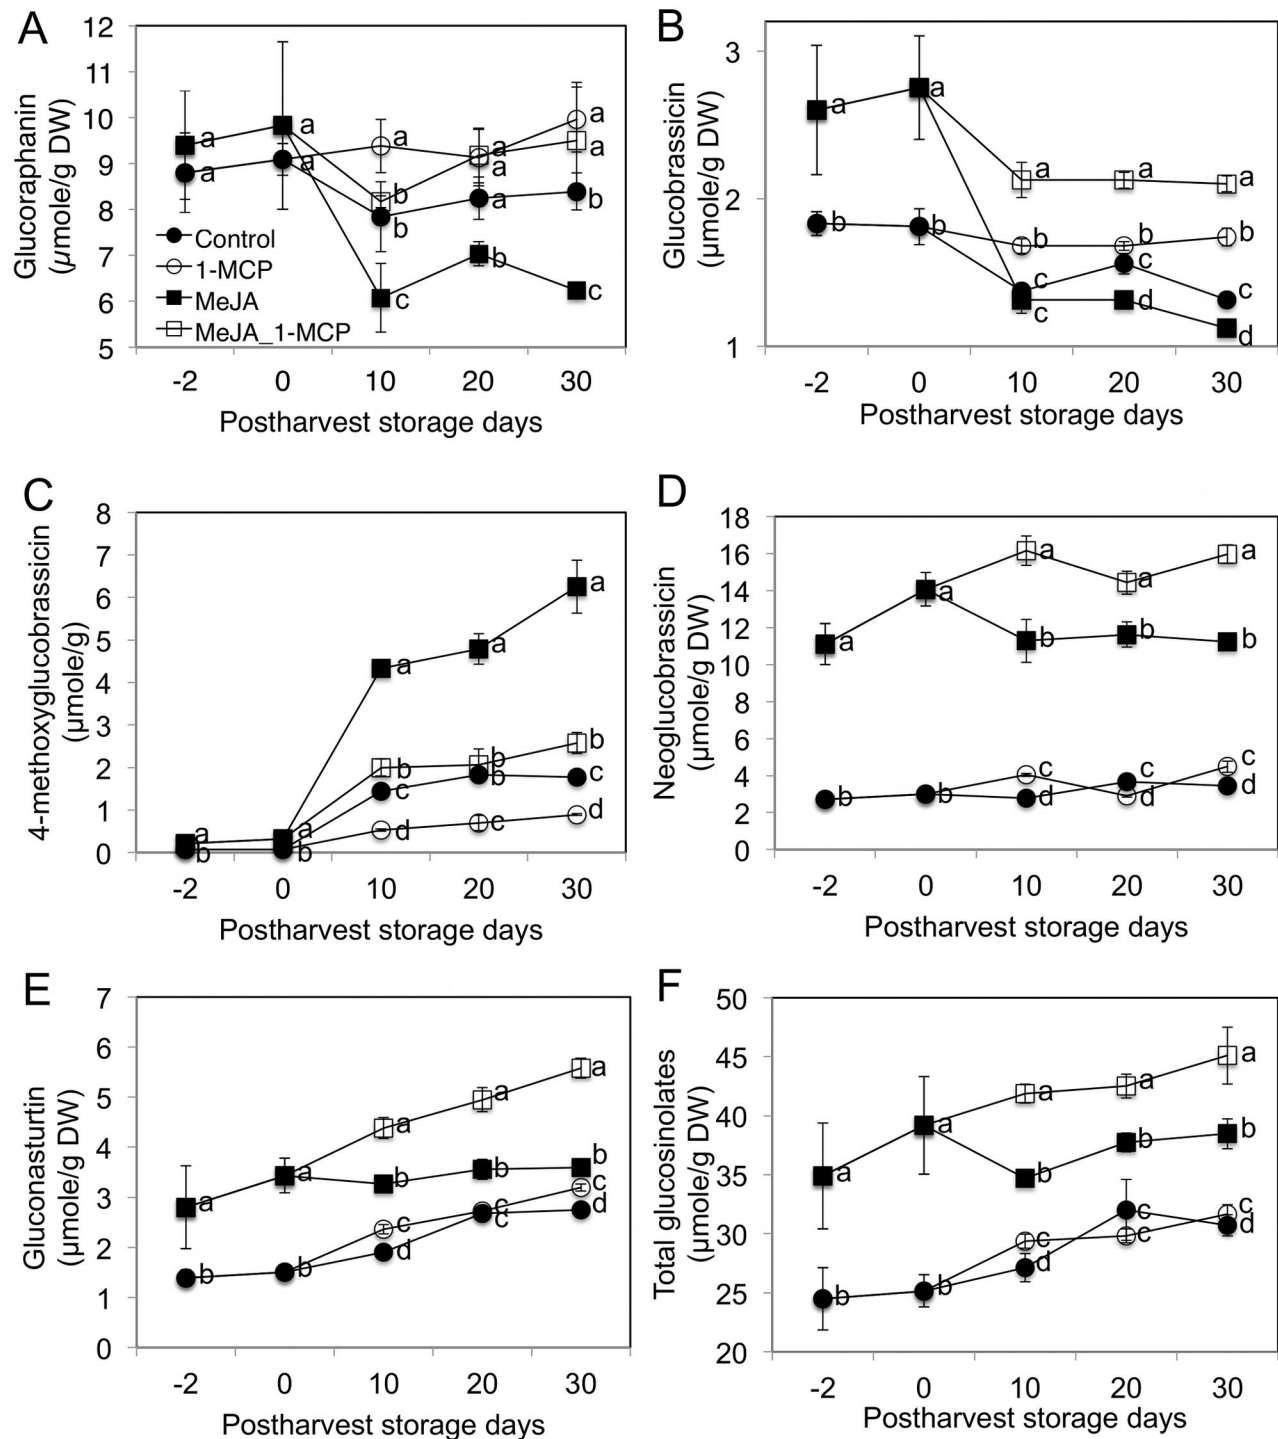 A
Glucoraphanin
(µmole/g DW)
12
11
10
9
8
7
6
5
a
a
a
a
a
b
b
c
a
a
a
b
a
a
b
c
Control
1-MCP
MeJA
MeJA_1-MCP
-2 0 10 20 30
Postharvest storage days
B
Glucobrassicin
(µmole/g DW)
3
2
1
a
b
a
b
a
b
c
c
a
b
c
d
a
b
c
d
-2 0 10 20 30
Postharvest storage days
C
4-methoxyglucobrassicin
(µmole/g)
8
7
6
5
4
3
2
1
0
a
b
a
b
a
b
c
d
a
b
b
c
a
b
c
d
-2 0 10 20 30
Postharvest storage days
D
Neoglucobrassicin
(µmole/g DW)
18
16
14
12
10
8
6
4
2
0
a
b
a
b
a
b
c
d
a
b
c
d
a
b
c
d
-2 0 10 20 30
Postharvest storage days
E
Gluconasturtin
(µmole/g DW)
7
6
5
4
3
2
1
0
a
b
a
b
a
b
c
d
a
b
c
c
a
b
c
d
-2 0 10 20 30
Postharvest storage days
F
Total glucosinolates
(µmole/g DW)
50
45
40
35
30
25
20
a
b
a
b
a
b
c
d
a
b
c
c
a
b
c
d
-2 0 10 20 30
Postharvest storage days